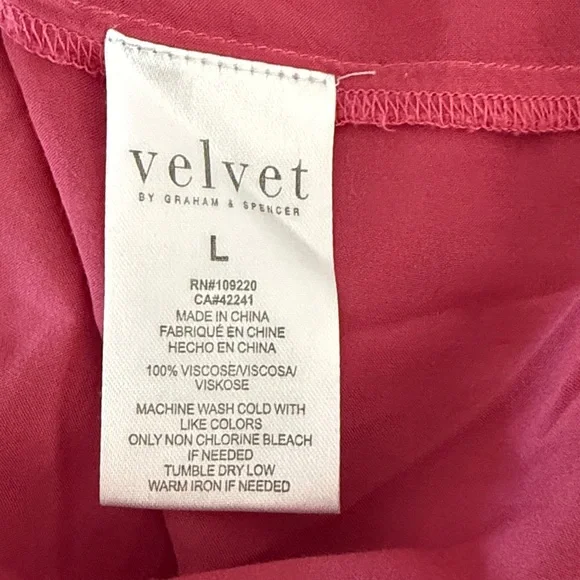 velvet
BY GRAHAM & SPENCER
L
RN#109220
CA#42241
MADE IN CHINA
FABRIQUÉ EN CHINE
HECHO EN CHINA
100% VISCOSE/VISCOSA/
VISKOSE
MACHINE WASH COLD WITH
LIKE COLORS
ONLY NON CHLORINE BLEACH
IF NEEDED
TUMBLE DRY LOW
WARM IRON IF NEEDED